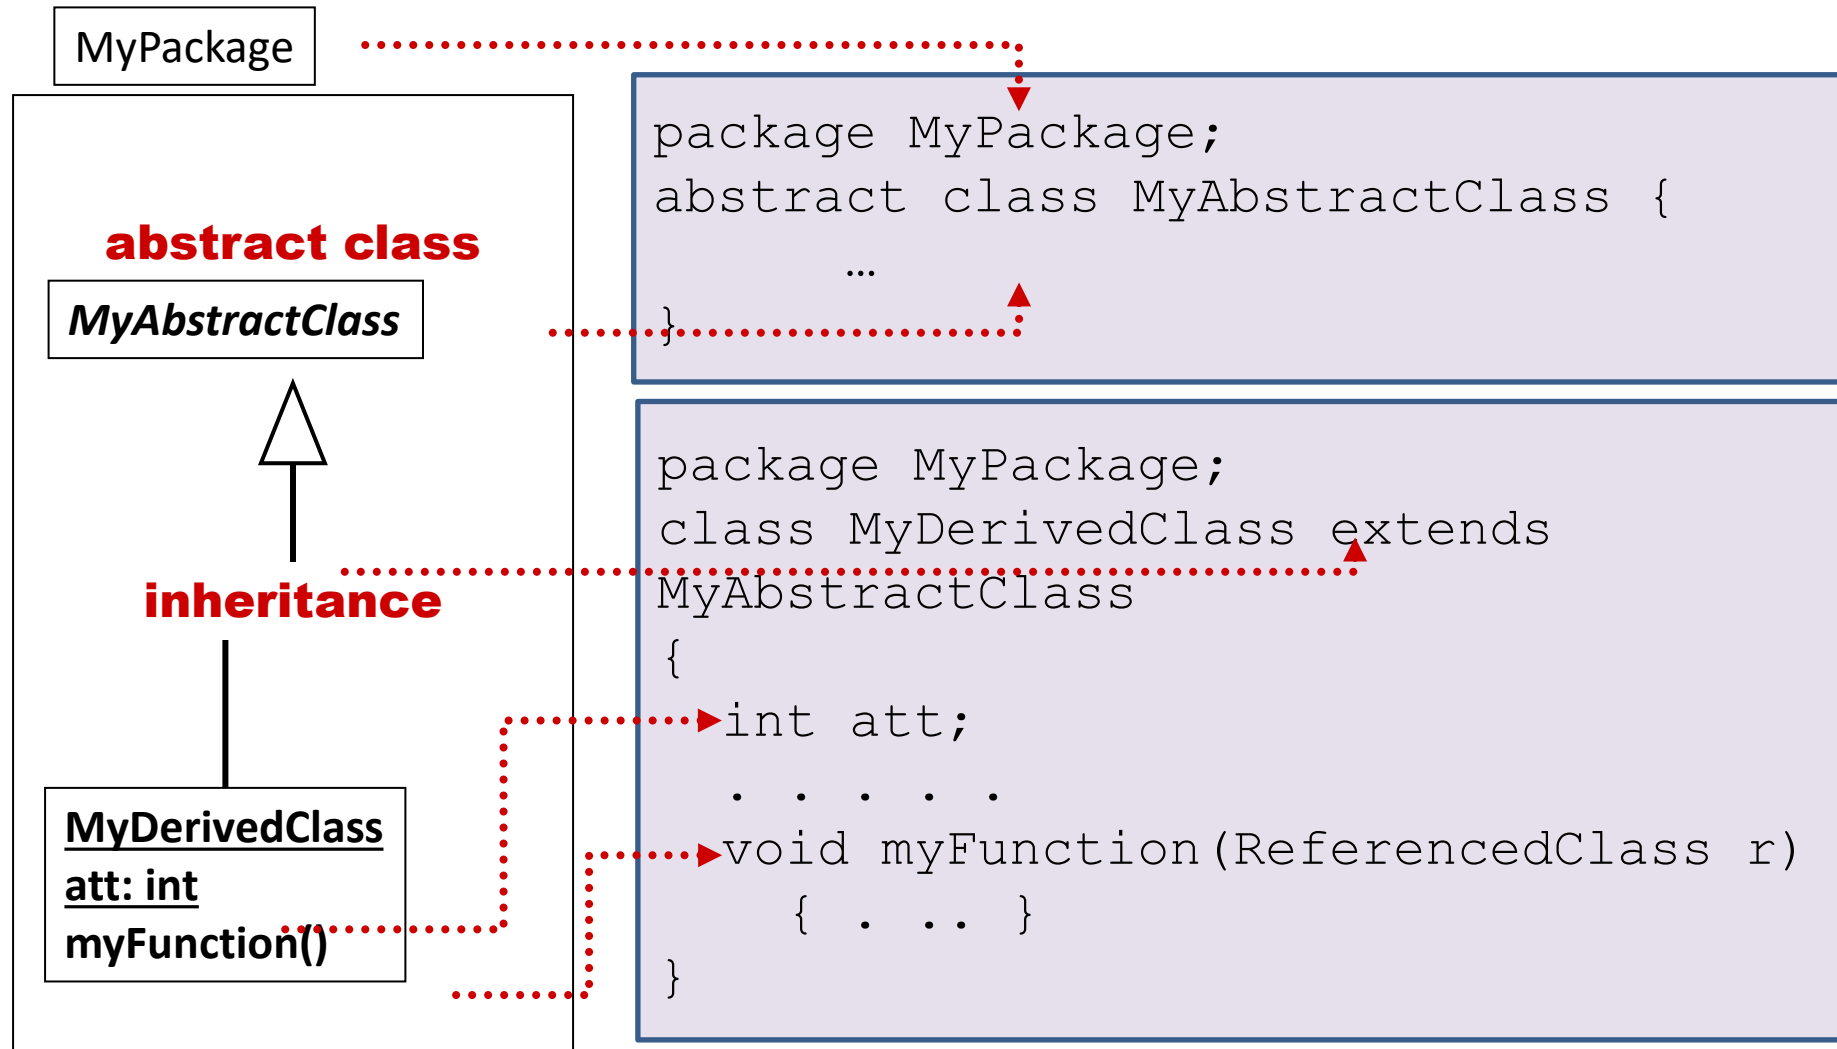 MyPackage
abstract class
MyAbstractClass
inheritance
MyDerivedClass
att: int
myFunction()
package MyPackage;
abstract class MyAbstractClass {
…
}
package MyPackage;
class MyDerivedClass extends
MyAbstractClass
{
int att;
. . . . .
void myFunction(ReferencedClass r)
{ . .. }
}